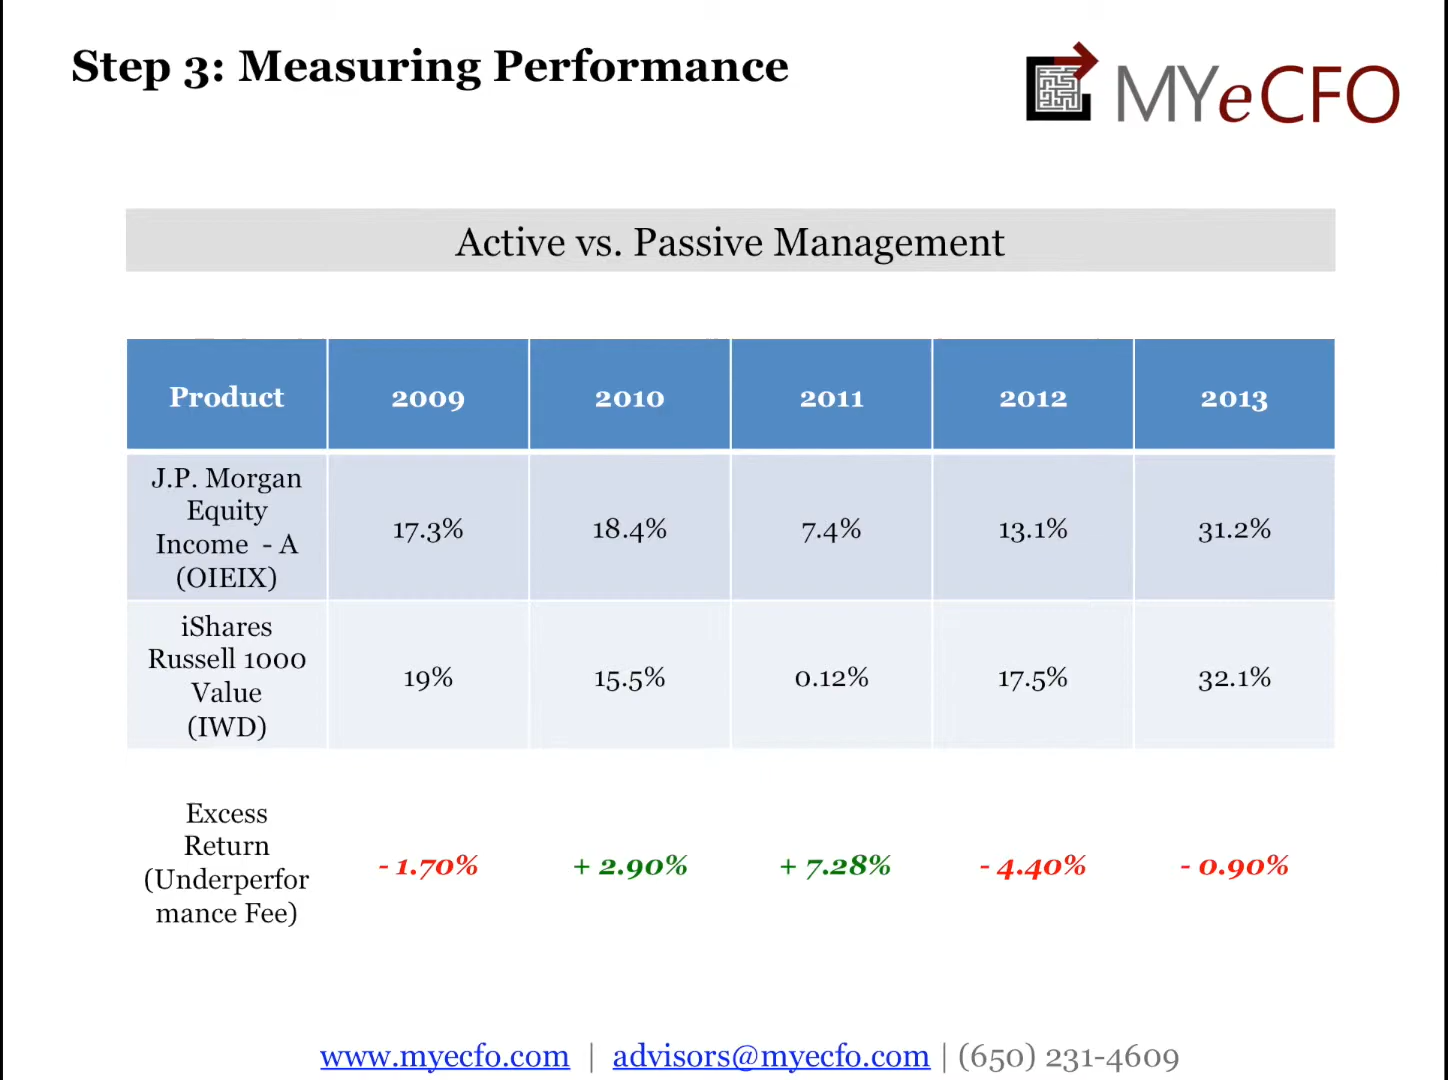 Step 3: Measuring Performance
MYeCFO
Active vs. Passive Management
Product 2009 2010 2011 2012 2013
J.P. Morgan
Equity
Income - A
(OIEIX)
17.3% 18.4% 7.4% 13.1% 31.2%
iShares
Russell 1000
Value
(IWD)
19% 15.5% 0.12% 17.5% 32.1%
Excess
Return
(Underperfor
mance Fee)
- 1.70% + 2.90% + 7.28% - 4.40% - 0.90%
www.myecfo.com | advisors@myecfo.com | (650) 231-4609